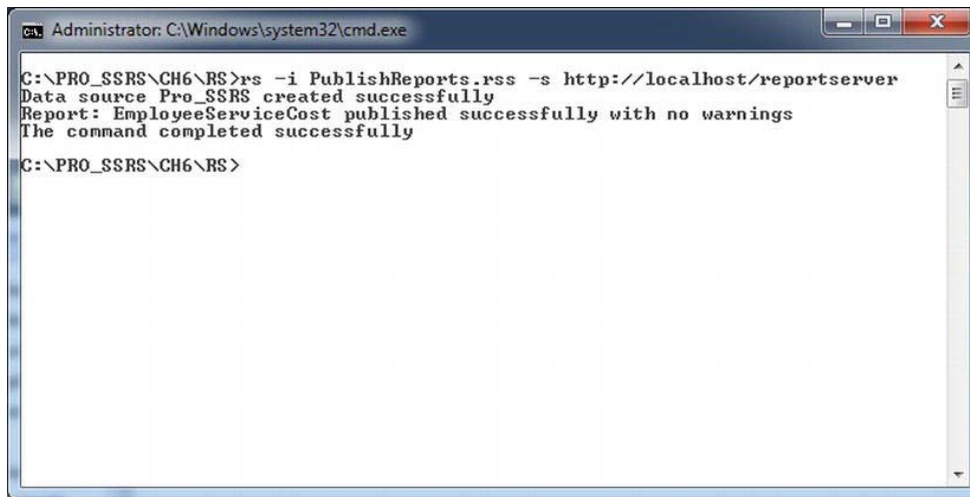 Administrator: C:\Windows\system32\cmd.exe
C:\PRO_SSRS\CH6\RS>rs -i PublishReports.rss -s http://localhost/reportserver
Data source Pro_SSRS created successfully
Report: EmployeeServiceCost published successfully with no warnings
The command completed successfully
C:\PRO_SSRS\CH6\RS>